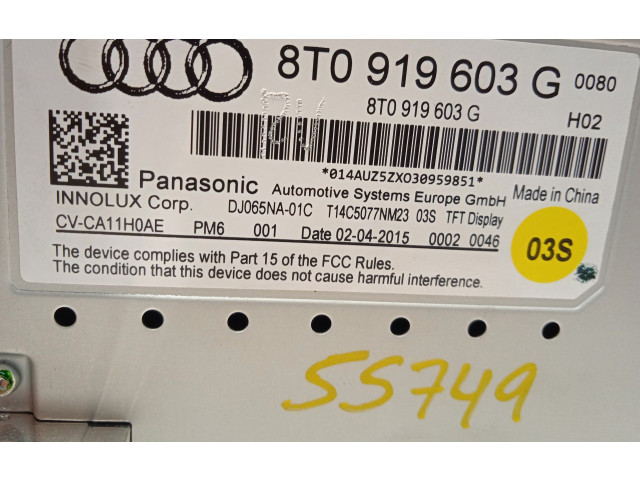 8T0 919 603 G 0080
8T0 919 603 G H02
*014AUZ5ZX030959851*
Panasonic Automotive Systems Europe GmbH Made in China
INNOLUX Corp. DJ065NA-01C T14C5077NM23 03S TFT Display
CV-CA11H0AE PM6 001 Date 02-04-2015 0002 0046
03S
The device complies with Part 15 of the FCC Rules.
The condition that this device does not cause harmful interference.
55749